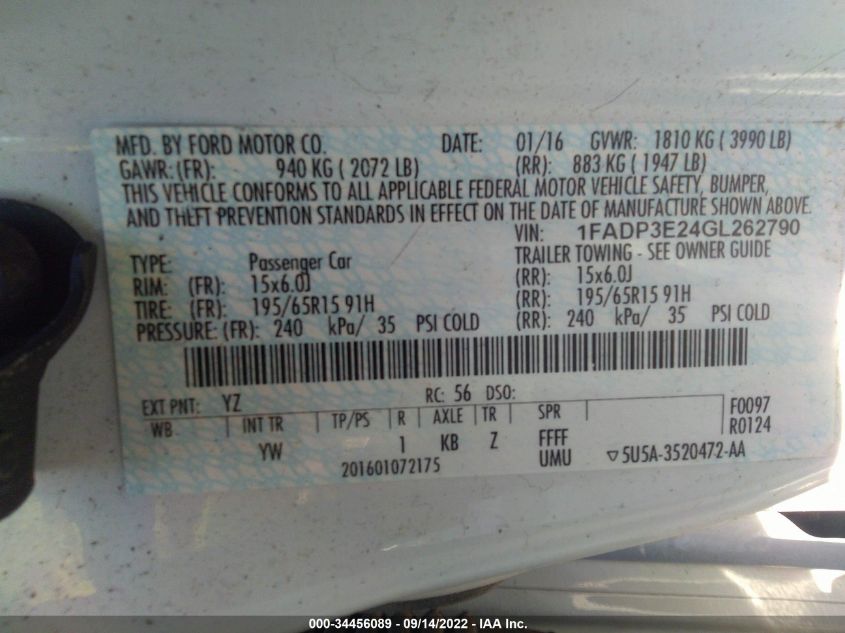 MFD. BY FORD MOTOR CO. DATE: 01/16 GVWR: 1810 KG ( 3990 LB)
GAWR: (FR): 940 KG ( 2072 LB) (RR): 883 KG ( 1947 LB)
THIS VEHICLE CONFORMS TO ALL APPLICABLE FEDERAL MOTOR VEHICLE SAFETY, BUMPER,
AND THEFT PREVENTION STANDARDS IN EFFECT ON THE DATE OF MANUFACTURE SHOWN ABOVE.
VIN: 1FADP3E24GL262790
TYPE: Passenger Car TRAILER TOWING - SEE OWNER GUIDE
RIM: (FR): 15x6.0J (RR): 15x6.0J
TIRE: (FR): 195/65R15 91H (RR): 195/65R15 91H
PRESSURE: (FR): 240 kPa/ 35 PSI COLD (RR): 240 kPa/ 35 PSI COLD
EXT PNT: YZ RC: 56 DSO:
WB INT TR TP/PS R AXLE TR SPR F0097
YW 1 KB Z FFFF R0124
201601072175 UMU ▽5U5A-3520472-AA
000-34456089 - 09/14/2022 - IAA Inc.